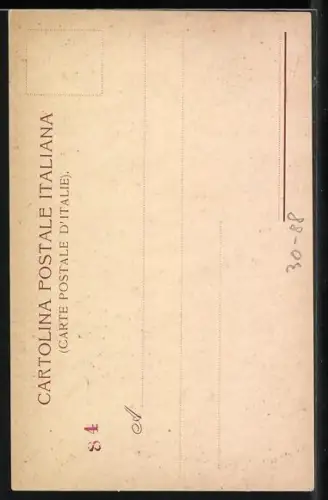 CARTOLINA POSTALE ITALIANA
(CARTE POSTALE D'ITALIE).
84
A
30-88